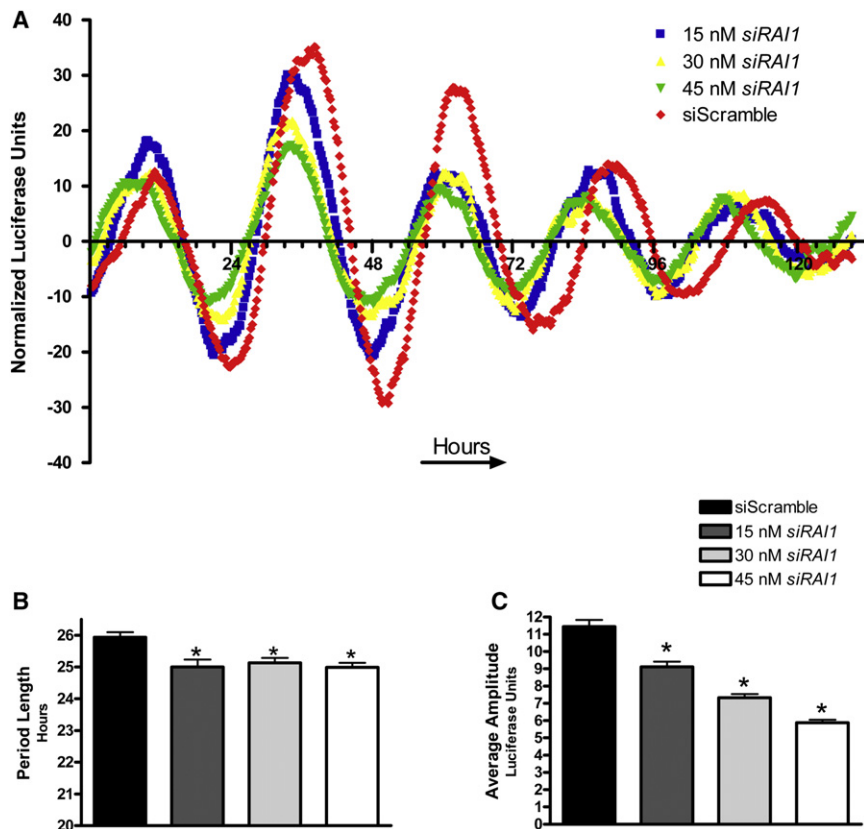 A
Normalized Luciferase Units
40
30
20
10
0
-10
-20
-30
-40
24
48
72
96
120
Hours
15 nM siRAI1
30 nM siRAI1
45 nM siRAI1
siScramble
siScramble
15 nM siRAI1
30 nM siRAI1
45 nM siRAI1
B
Period Length
Hours
26
25
24
23
22
21
20
*
*
*
C
Average Amplitude
Luciferase Units
12
11
10
9
8
7
6
5
4
3
2
1
0
*
*
*